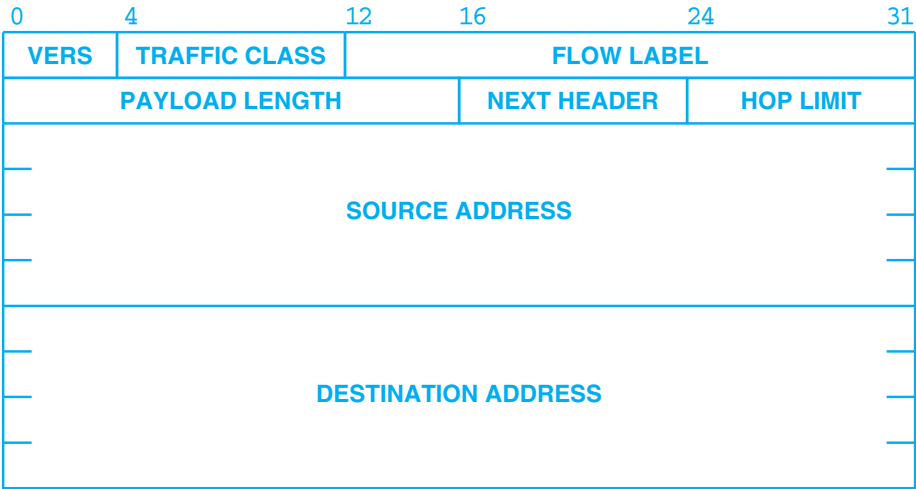 0 4 12 16 24 31
VERS TRAFFIC CLASS FLOW LABEL
PAYLOAD LENGTH NEXT HEADER HOP LIMIT
SOURCE ADDRESS
DESTINATION ADDRESS